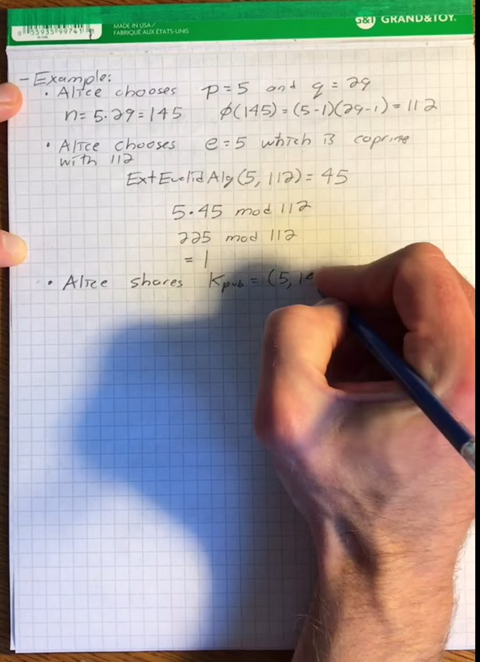 MADE IN USA/
FABRIQUÉ AUX ÉTATS-UNIS
G&T GRAND&TOY.
- Example:
• Alice chooses p = 5 and q = 29
n = 5·29 = 145 ϕ(145) = (5-1)(29-1) = 112
• Alice chooses e = 5 which is coprime
with 112
ExtEuclidAlg(5, 112) = 45
5·45 mod 112
225 mod 112
= 1
• Alice shares Kpub = (5, 1